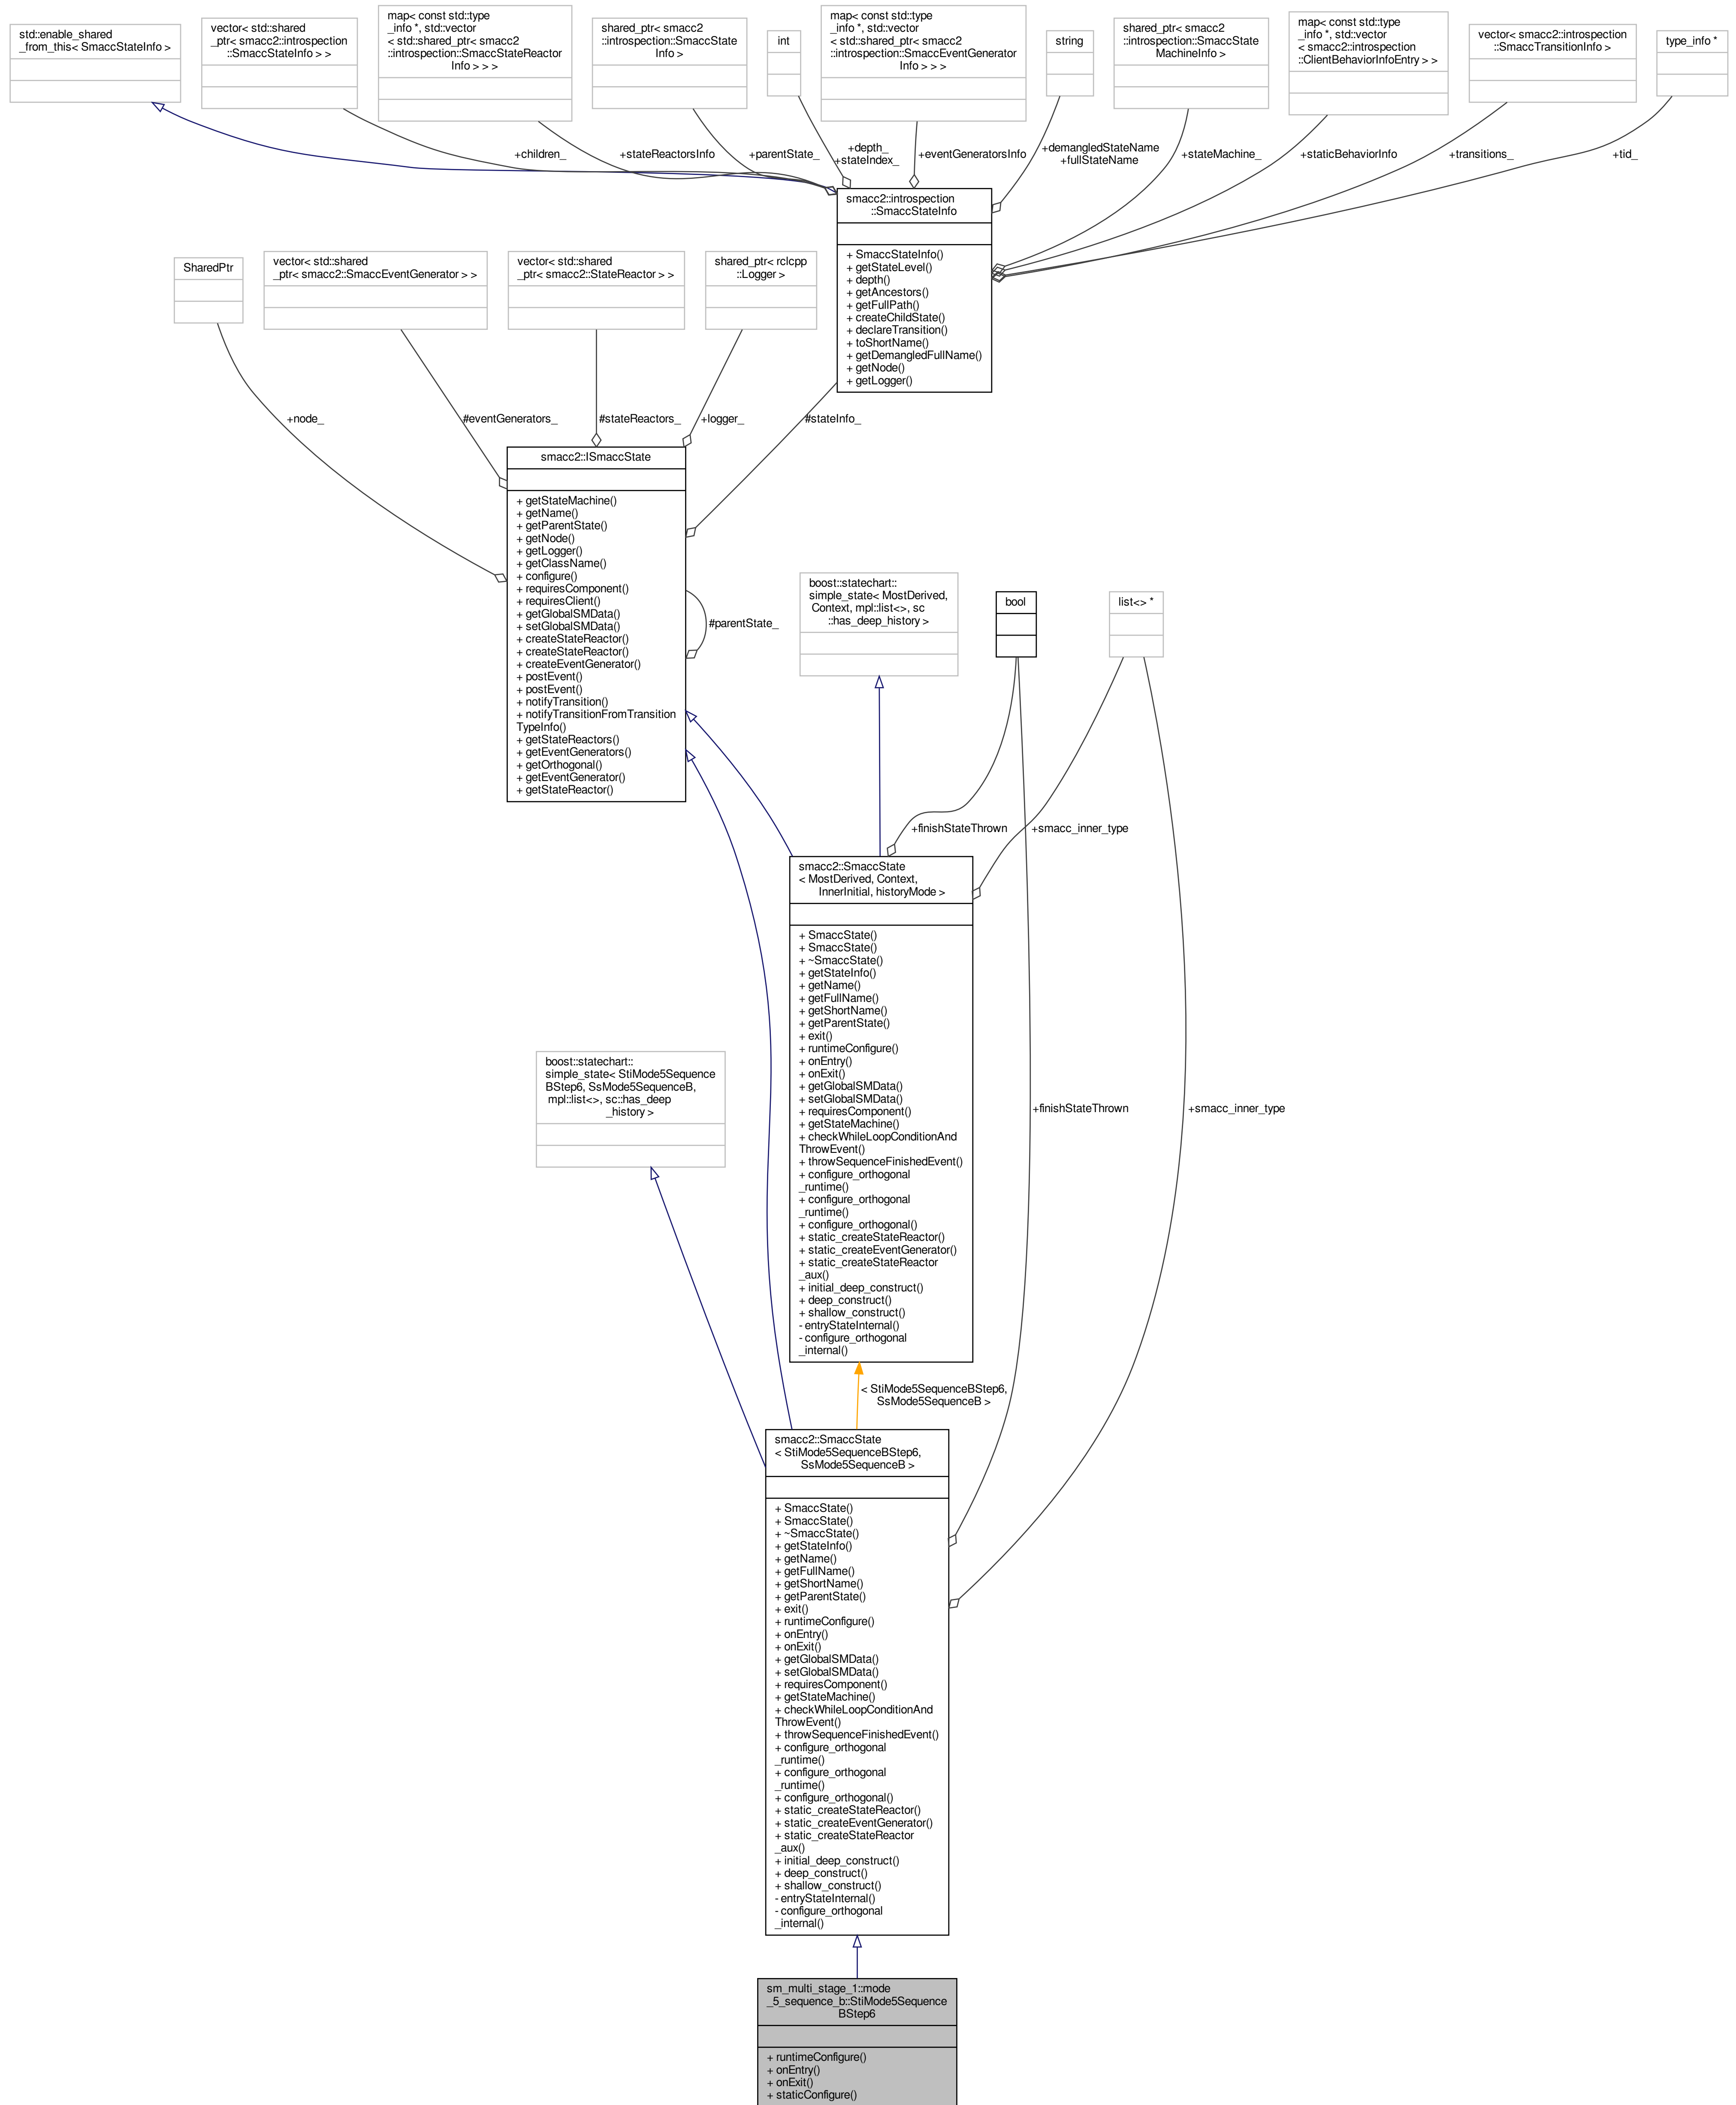 std::enable_shared
_from_this< SmaccStateInfo >
vector< std::shared
_ptr< smacc2::introspection
::SmaccStateInfo > >
map< const std::type
_info *, std::vector
< std::shared_ptr< smacc2
::introspection::SmaccStateReactor
Info > > >
shared_ptr< smacc2
::introspection::SmaccState
Info >
int
map< const std::type
_info *, std::vector
< std::shared_ptr< smacc2
::introspection::SmaccEventGenerator
Info > > >
string
shared_ptr< smacc2
::introspection::SmaccState
MachineInfo >
map< const std::type
_info *, std::vector
< smacc2::introspection
::ClientBehaviorInfoEntry > >
vector< smacc2::introspection
::SmaccTransitionInfo >
type_info *
+children_
+stateReactorsInfo
+parentState_
+depth_
+stateIndex_
+eventGeneratorsInfo
+demangledStateName
+fullStateName
+stateMachine_
+staticBehaviorInfo
+transitions_
+tid_
smacc2::introspection
::SmaccStateInfo
+ SmaccStateInfo()
+ getStateLevel()
+ depth()
+ getAncestors()
+ getFullPath()
+ createChildState()
+ declareTransition()
+ toShortName()
+ getDemangledFullName()
+ getNode()
+ getLogger()
SharedPtr
vector< std::shared
_ptr< smacc2::SmaccEventGenerator > >
vector< std::shared
_ptr< smacc2::StateReactor > >
shared_ptr< rclcpp
::Logger >
+node_
#eventGenerators_
#stateReactors_
+logger_
#stateInfo_
smacc2::ISmaccState
+ getStateMachine()
+ getName()
+ getParentState()
+ getNode()
+ getLogger()
+ getClassName()
+ configure()
+ requiresComponent()
+ requiresClient()
+ getGlobalSMData()
+ setGlobalSMData()
+ createStateReactor()
+ createStateReactor()
+ createEventGenerator()
+ postEvent()
+ postEvent()
+ notifyTransition()
+ notifyTransitionFromTransition
TypeInfo()
+ getStateReactors()
+ getEventGenerators()
+ getOrthogonal()
+ getEventGenerator()
+ getStateReactor()
#parentState_
boost::statechart::
simple_state< MostDerived,
Context, mpl::list<>, sc
::has_deep_history >
bool
list<> *
+finishStateThrown
+smacc_inner_type
smacc2::SmaccState
< MostDerived, Context,
InnerInitial, historyMode >
+ SmaccState()
+ SmaccState()
+ ~SmaccState()
+ getStateInfo()
+ getName()
+ getFullName()
+ getShortName()
+ getParentState()
+ exit()
+ runtimeConfigure()
+ onEntry()
+ onExit()
+ getGlobalSMData()
+ setGlobalSMData()
+ requiresComponent()
+ getStateMachine()
+ checkWhileLoopConditionAnd
ThrowEvent()
+ throwSequenceFinishedEvent()
+ configure_orthogonal
_runtime()
+ configure_orthogonal
_runtime()
+ configure_orthogonal()
+ static_createStateReactor()
+ static_createEventGenerator()
+ static_createStateReactor
_aux()
+ initial_deep_construct()
+ deep_construct()
+ shallow_construct()
- entryStateInternal()
- configure_orthogonal
_internal()
boost::statechart::
simple_state< StiMode5Sequence
BStep6, SsMode5SequenceB,
mpl::list<>, sc::has_deep
_history >
+finishStateThrown
+smacc_inner_type
< StiMode5SequenceBStep6,
SsMode5SequenceB >
smacc2::SmaccState
< StiMode5SequenceBStep6,
SsMode5SequenceB >
+ SmaccState()
+ SmaccState()
+ ~SmaccState()
+ getStateInfo()
+ getName()
+ getFullName()
+ getShortName()
+ getParentState()
+ exit()
+ runtimeConfigure()
+ onEntry()
+ onExit()
+ getGlobalSMData()
+ setGlobalSMData()
+ requiresComponent()
+ getStateMachine()
+ checkWhileLoopConditionAnd
ThrowEvent()
+ throwSequenceFinishedEvent()
+ configure_orthogonal
_runtime()
+ configure_orthogonal
_runtime()
+ configure_orthogonal()
+ static_createStateReactor()
+ static_createEventGenerator()
+ static_createStateReactor
_aux()
+ initial_deep_construct()
+ deep_construct()
+ shallow_construct()
- entryStateInternal()
- configure_orthogonal
_internal()
sm_multi_stage_1::mode
_5_sequence_b::StiMode5Sequence
BStep6
+ runtimeConfigure()
+ onEntry()
+ onExit()
+ staticConfigure()